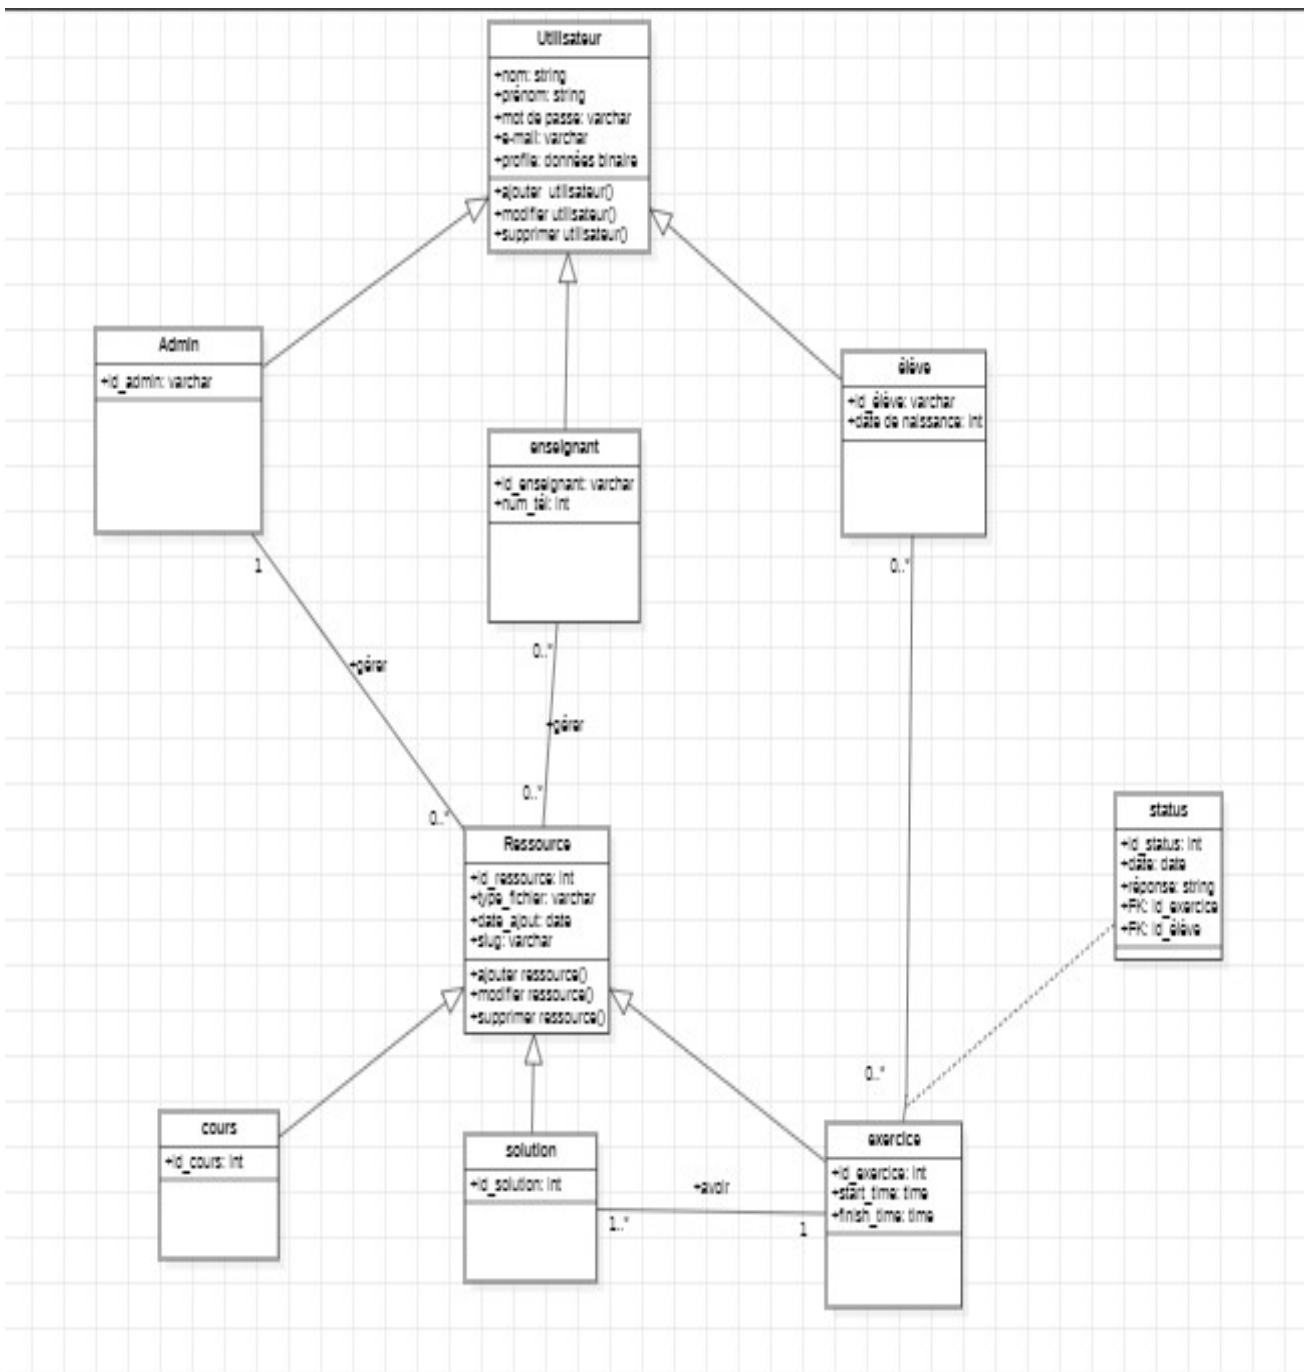 Utilisateur
+nom: string
+prénom: string
+mot de passe: varchar
+e-mail: varchar
+profile: données binaire
+ajouter utilisateur()
+modifier utilisateur()
+supprimer utilisateur()
Admin
+id_admin: varchar
enseignant
+id_enseignant: varchar
+num_tél: int
élève
+id_élève: varchar
+date de naissance: int
1
+gérer
0..*
0..*
+gérer
0..*
0..*
0..*
Ressource
+id_ressource: int
+type_fichier: varchar
+date_ajout: date
+slug: varchar
+ajouter ressource()
+modifier ressource()
+supprimer ressource()
status
+id_status: int
+date: date
+réponse: string
+FK: id_exercice
+FK: id_élève
cours
+id_cours: int
solution
+id_solution: int
+avoir
1..*
1
exercice
+id_exercice: int
+start_time: time
+finish_time: time